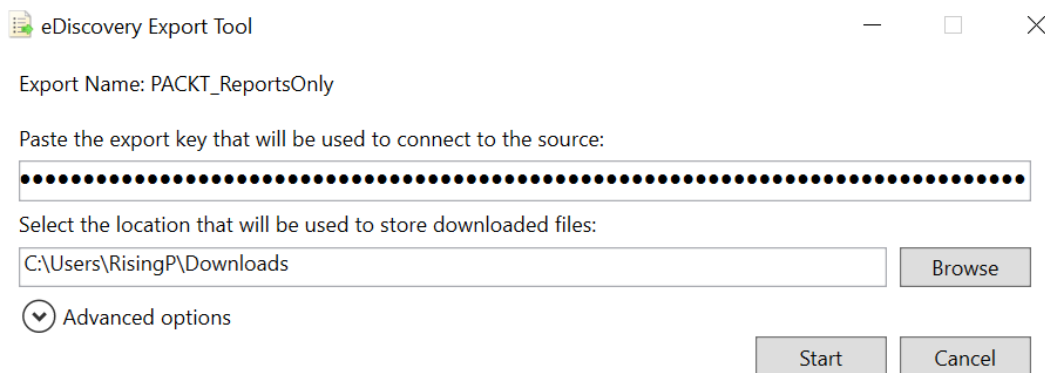 eDiscovery Export Tool
Export Name: PACKT_ReportsOnly
Paste the export key that will be used to connect to the source:
Select the location that will be used to store downloaded files:
C:\Users\RisingP\Downloads
Browse
Advanced options
Start Cancel